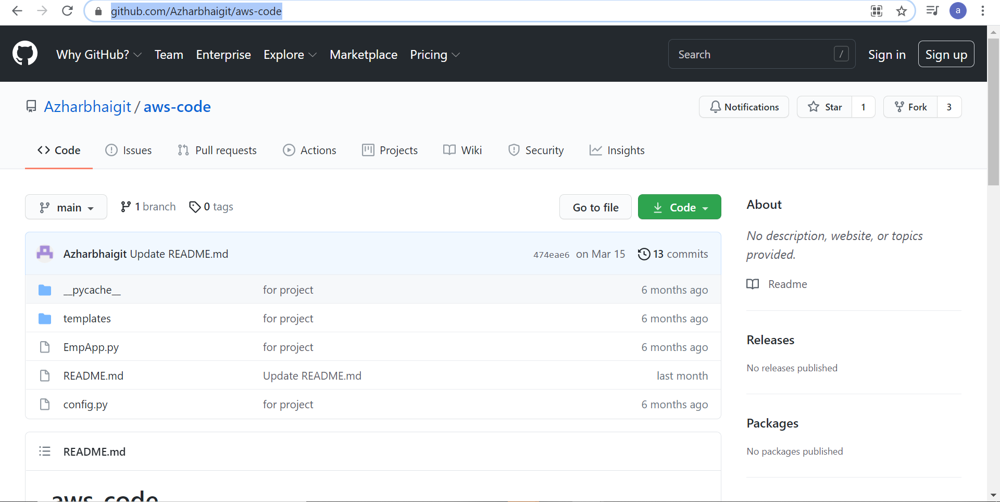 github.com/Azharbhaigit/aws-code
a
Why GitHub? Team Enterprise Explore Marketplace Pricing Search / Sign in Sign up
Azharbhaigit / aws-code Notifications Star 1 Fork 3
Code Issues Pull requests Actions Projects Wiki Security Insights
main 1 branch 0 tags Go to file Code
Azharbhaigit Update README.md 474eae6 on Mar 15 13 commits
__pycache__ for project 6 months ago
templates for project 6 months ago
EmpApp.py for project 6 months ago
README.md Update README.md last month
config.py for project 6 months ago
README.md
aws-code
About
No description, website, or topics
provided.
Readme
Releases
No releases published
Packages
No packages published